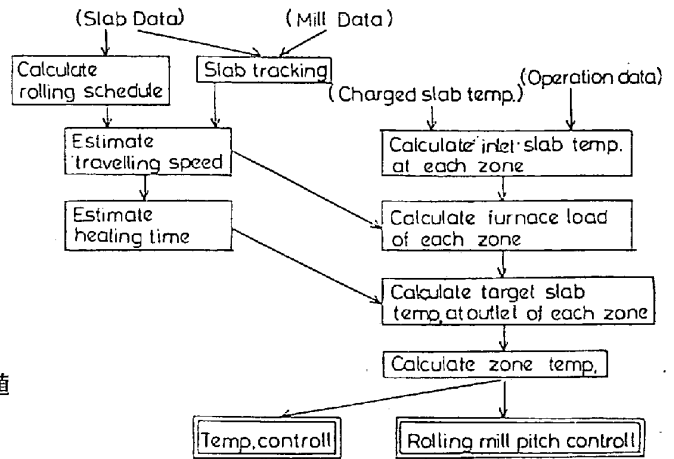 (Slab Data)
(Mill Data)
Calculate
rolling schedule
Slab tracking
(Charged slab temp.)
(Operation data)
Estimate
travelling speed
Calculate inlet slab temp.
at each zone
Estimate
healing time
Calculate furnace load
of each zone
Calculate target slab
temp, at outlet of each zone
値
Calculate zone temp,
Temp, controll
Rolling mill pitch controll